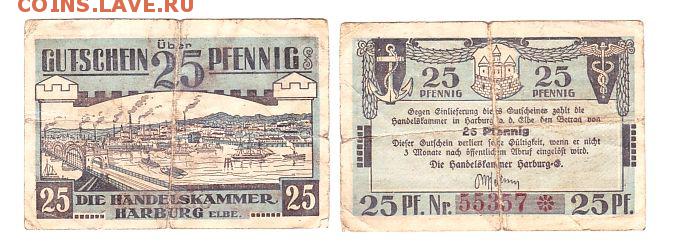 COINS.LAVE.RU
GUTSCHEIN Über 25 PFENNIG
25 DIE HANDELSKAMMER 25
HARBURG ELBE.
25 25
PFENNIG PFENNIG
Gegen Einlieferung dieses Gutscheines zahlt die
Handelskammer in Harburg a. d. Elbe den Betrag von
25 Pfennig
Dieser Gutschein verliert seine Gültigkeit, wenn er nicht
3 Monate nach öffentlichem Abruf eingelöst wird.
Die Handelskammer Harburg-E.
25 Pf. Nr. 55357 25 Pf.